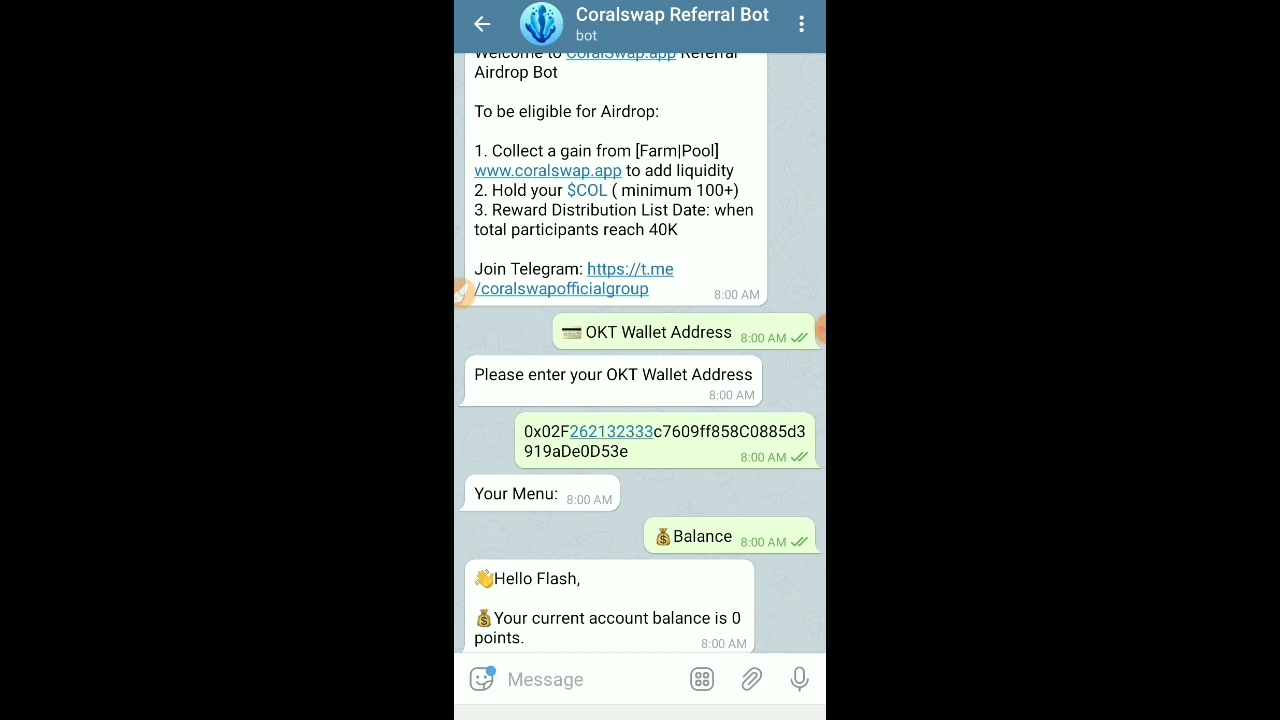 Coralswap Referral Bot
bot
Welcome to CoralSwap.app Referral
Airdrop Bot
To be eligible for Airdrop:
1. Collect a gain from [Farm|Pool]
www.coralswap.app to add liquidity
2. Hold your $COL ( minimum 100+)
3. Reward Distribution List Date: when
total participants reach 40K
Join Telegram: https://t.me
/coralswapofficialgroup
8:00 AM
💳 OKT Wallet Address 8:00 AM
Please enter your OKT Wallet Address
8:00 AM
0x02F262132333c7609ff858C0885d3
919aDe0D53e 8:00 AM
Your Menu: 8:00 AM
💰Balance 8:00 AM
👋Hello Flash,
💰Your current account balance is 0
points. 8:00 AM
Message